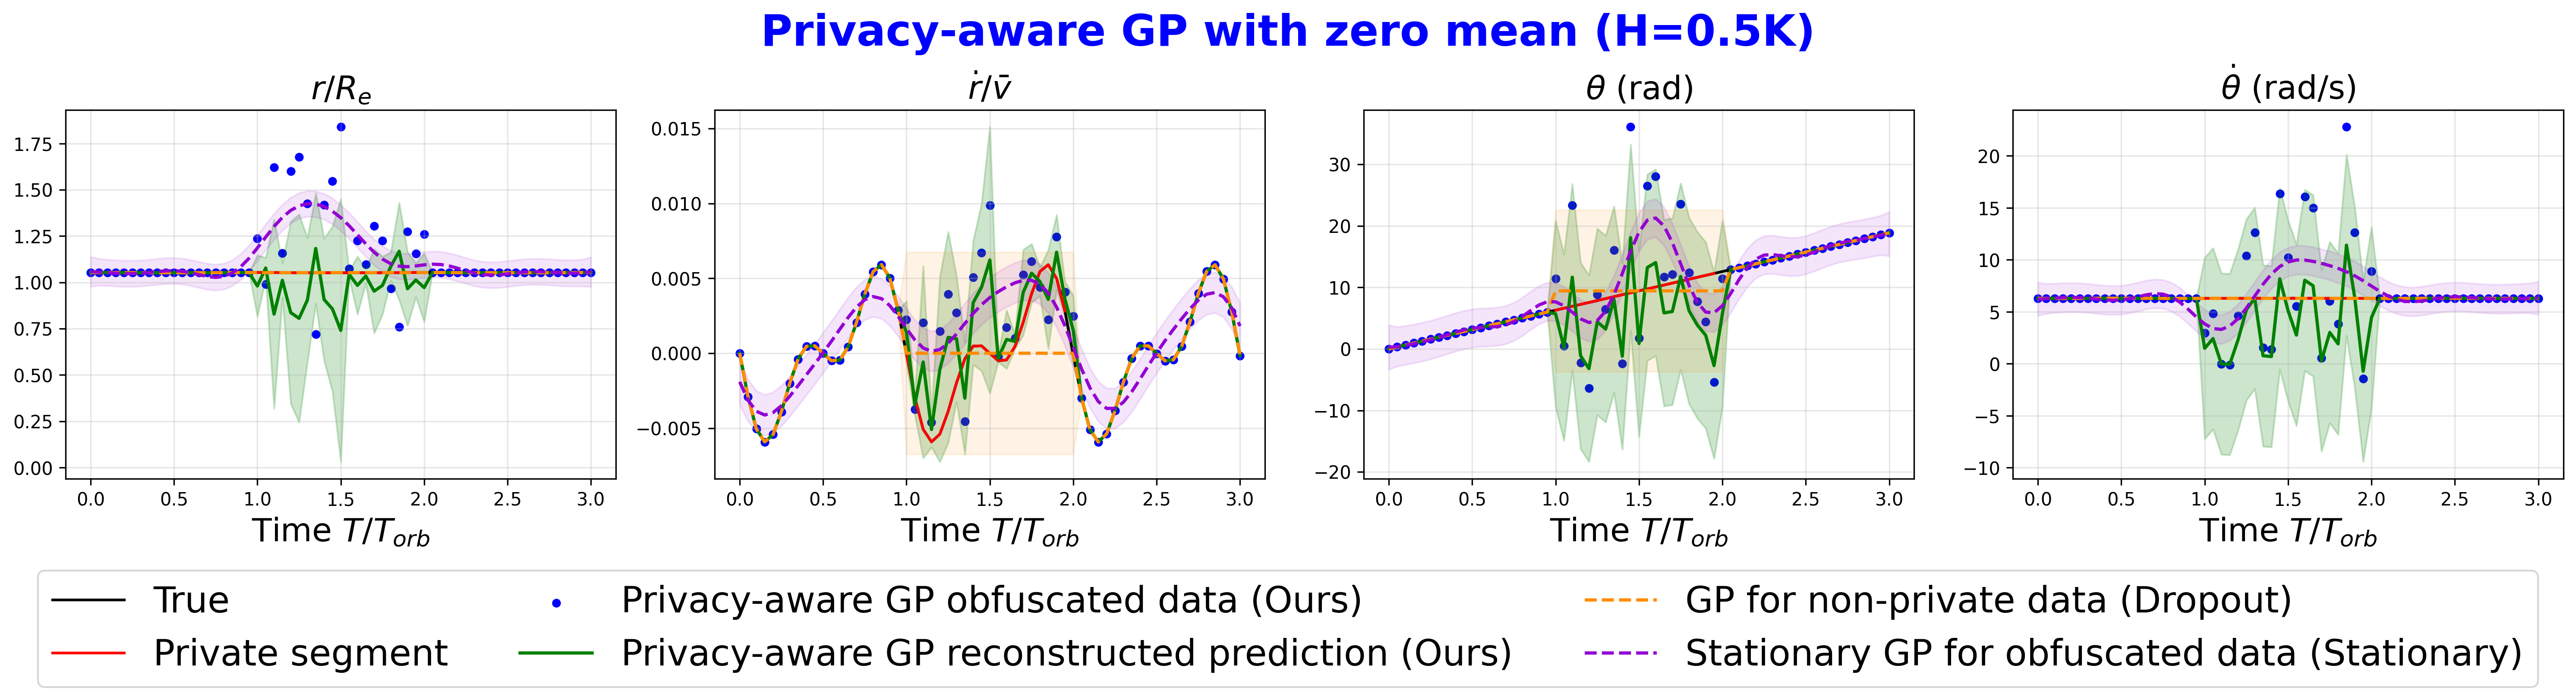 Privacy-aware GP with zero mean (H=0.5K)
r/R_e
ṙ/v̄
θ (rad)
θ̇ (rad/s)
1.75
1.50
1.25
1.00
0.75
0.50
0.25
0.00
0.0 0.5 1.0 1.5 2.0 2.5 3.0
Time T/T_orb
0.015
0.010
0.005
0.000
−0.005
0.0 0.5 1.0 1.5 2.0 2.5 3.0
Time T/T_orb
30
20
10
0
−10
−20
0.0 0.5 1.0 1.5 2.0 2.5 3.0
Time T/T_orb
20
15
10
5
0
−5
−10
0.0 0.5 1.0 1.5 2.0 2.5 3.0
Time T/T_orb
True
Private segment
Privacy-aware GP obfuscated data (Ours)
Privacy-aware GP reconstructed prediction (Ours)
GP for non-private data (Dropout)
Stationary GP for obfuscated data (Stationary)